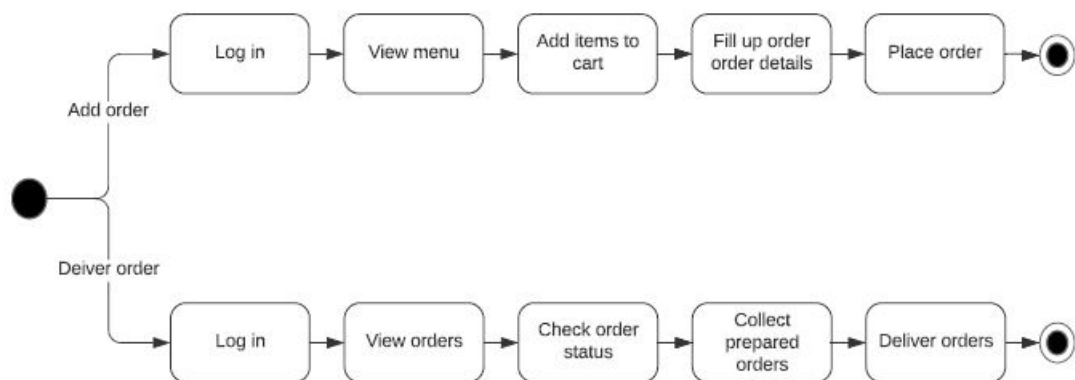 Log in
View menu
Add items to
cart
Fill up order
order details
Place order
Add order
Deiver order
Log in
View orders
Check order
status
Collect
prepared
orders
Deliver orders